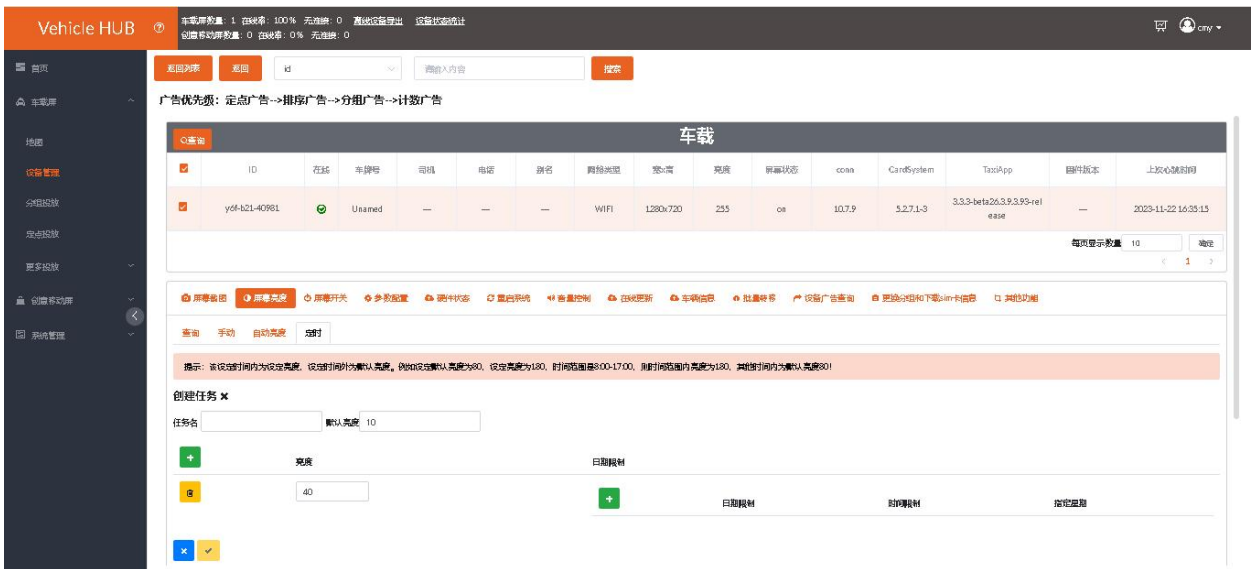 Vehicle HUB
车载屏数量: 1 在线率: 100% 无连接: 0 离线设备导出 设备状态统计
创意移动屏数量: 0 在线率: 0% 无连接: 0
cmy
首页
车载屏
地图
设备管理
分组投放
定点投放
更多投放
创意移动屏
系统管理
返回列表 返回 id 请输入内容 搜索
广告优先级: 定点广告-->排序广告-->分组广告-->计数广告
查询 车载
ID 在线 车牌号 司机 电话 别名 网络类型 宽x高 亮度 屏幕状态 conn CardSystem TaxiApp 固件版本 上次心跳时间
y6f-b21-40981 Unamed — — — WIFI 1280x720 255 on 10.7.9 5.2.7.1-3 3.3.3-beta26.3.9.3.93-release — 2023-11-22 16:35:15
每页显示数量 10 确定
1
屏幕截图 屏幕亮度 屏幕开关 参数配置 硬件状态 重启系统 音量控制 在线更新 车辆信息 批量转移 设备广告查询 更换分组和下载sim卡信息 其他功能
查询 手动 自动亮度 定时
提示: 该设定时间内为设定亮度, 设定时间外为默认亮度。例如设定默认亮度为80, 设定亮度为180, 时间范围是8:00-17:00, 则时间范围内亮度为180, 其他时间内为默认亮度80!
创建任务
任务名 默认亮度 10
亮度 日期限制
40
日期限制 时间限制 指定星期